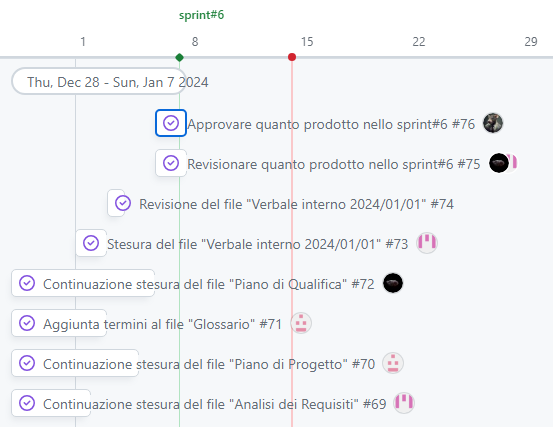 sprint#6
1 8 15 22 29
Thu, Dec 28 - Sun, Jan 7 2024
Approvare quanto prodotto nello sprint#6 #76
Revisionare quanto prodotto nello sprint#6 #75
Revisione del file "Verbale interno 2024/01/01" #74
Stesura del file "Verbale interno 2024/01/01" #73
Continuazione stesura del file "Piano di Qualifica" #72
Aggiunta termini al file "Glossario" #71
Continuazione stesura del file "Piano di Progetto" #70
Continuazione stesura del file "Analisi dei Requisiti" #69